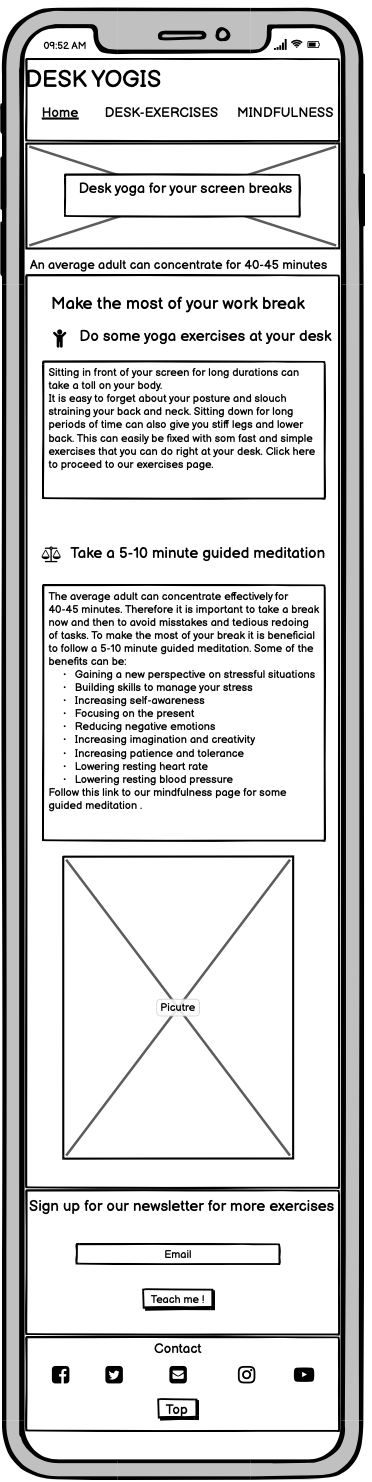 09:52 AM
DESK YOGIS
Home DESK-EXERCISES MINDFULNESS
Desk yoga for your screen breaks
An average adult can concentrate for 40-45 minutes
Make the most of your work break
Do some yoga exercises at your desk
Sitting in front of your screen for long durations can
take a toll on your body.
It is easy to forget about your posture and slouch
straining your back and neck. Sitting down for long
periods of time can also give you stiff legs and lower
back. This can easily be fixed with som fast and simple
exercises that you can do right at your desk. Click here
to proceed to our exercises page.
Take a 5-10 minute guided meditation
The average adult can concentrate effectively for
40-45 minutes. Therefore it is important to take a break
now and then to avoid misstakes and tedious redoing
of tasks. To make the most of your break it is beneficial
to follow a 5-10 minute guided meditation. Some of the
benefits can be:
· Gaining a new perspective on stressful situations
· Building skills to manage your stress
· Increasing self-awareness
· Focusing on the present
· Reducing negative emotions
· Increasing imagination and creativity
· Increasing patience and tolerance
· Lowering resting heart rate
· Lowering resting blood pressure
Follow this link to our mindfulness page for some
guided meditation .
Picutre
Sign up for our newsletter for more exercises
Email
Teach me !
Contact
Top